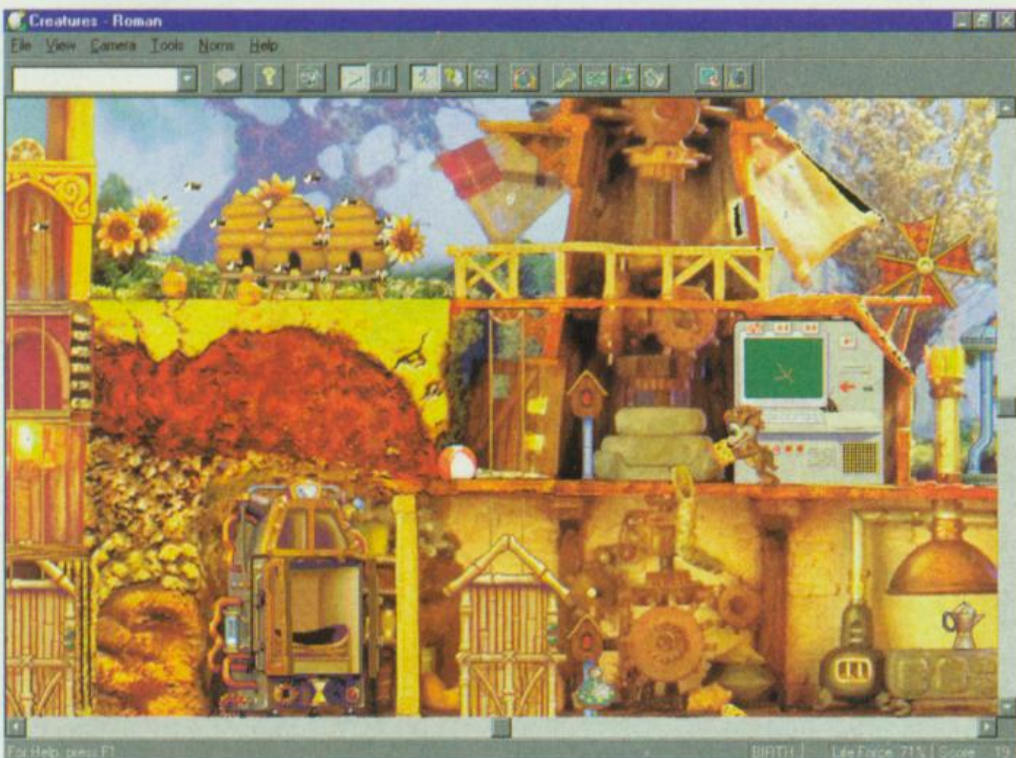 Creatures - Roman
File View Camera Tools Norns Help
For Help, press F1
BIRTH Life Force 71% Score 19